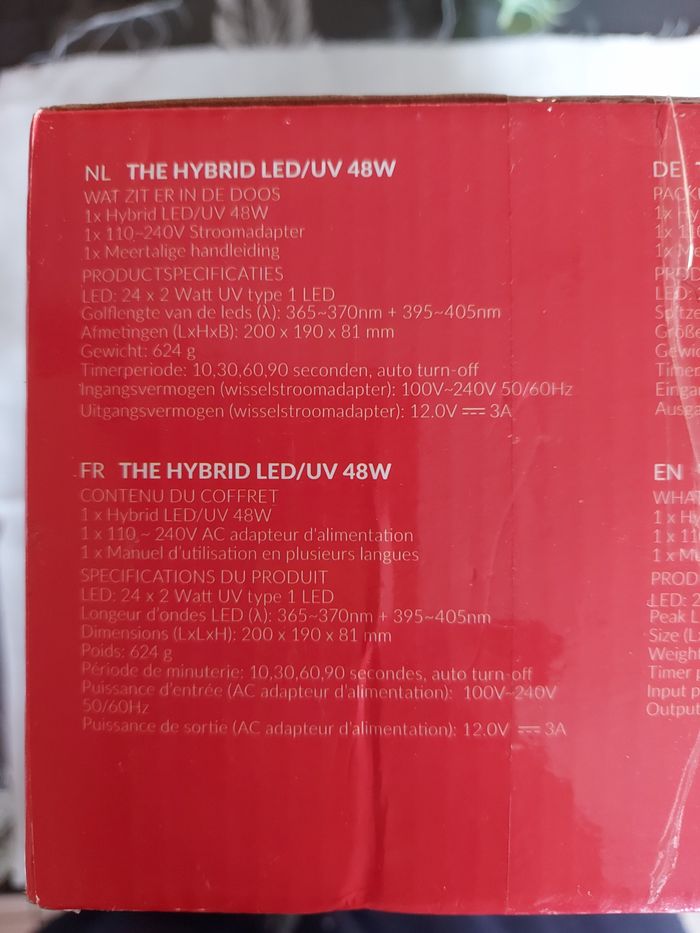 NL THE HYBRID LED/UV 48W
WAT ZIT ER IN DE DOOS
1x Hybrid LED/UV 48W
1x 110~240V Stroomadapter
1x Meertalige handleiding
PRODUCTSPECIFICATIES
LED: 24 x 2 Watt UV type 1 LED
Golflengte van de leds (λ): 365~370nm + 395~405nm
Afmetingen (LxHxB): 200 x 190 x 81 mm
Gewicht: 624 g
Timerperiode: 10,30,60,90 seconden, auto turn-off
Ingangsvermogen (wisselstroomadapter): 100V~240V 50/60Hz
Uitgangsvermogen (wisselstroomadapter): 12.0V ⎓ 3A
FR THE HYBRID LED/UV 48W
CONTENU DU COFFRET
1 x Hybrid LED/UV 48W
1 x 110 ~ 240V AC adapteur d'alimentation
1 x Manuel d'utilisation en plusieurs langues
SPECIFICATIONS DU PRODUIT
LED: 24 x 2 Watt UV type 1 LED
Longeur d'ondes LED (λ): 365~370nm + 395~405nm
Dimensions (LxLxH): 200 x 190 x 81 mm
Poids: 624 g
Période de minuterie: 10,30,60,90 secondes, auto turn-off
Puissance d'entrée (AC adapteur d'alimentation): 100V~240V
50/60Hz
Puissance de sortie (AC adapteur d'alimentation): 12.0V ⎓ 3A
DE
LED:
EN
1 x
1 x
1 x
LED:
Peak
Size
Timer
Input
Output